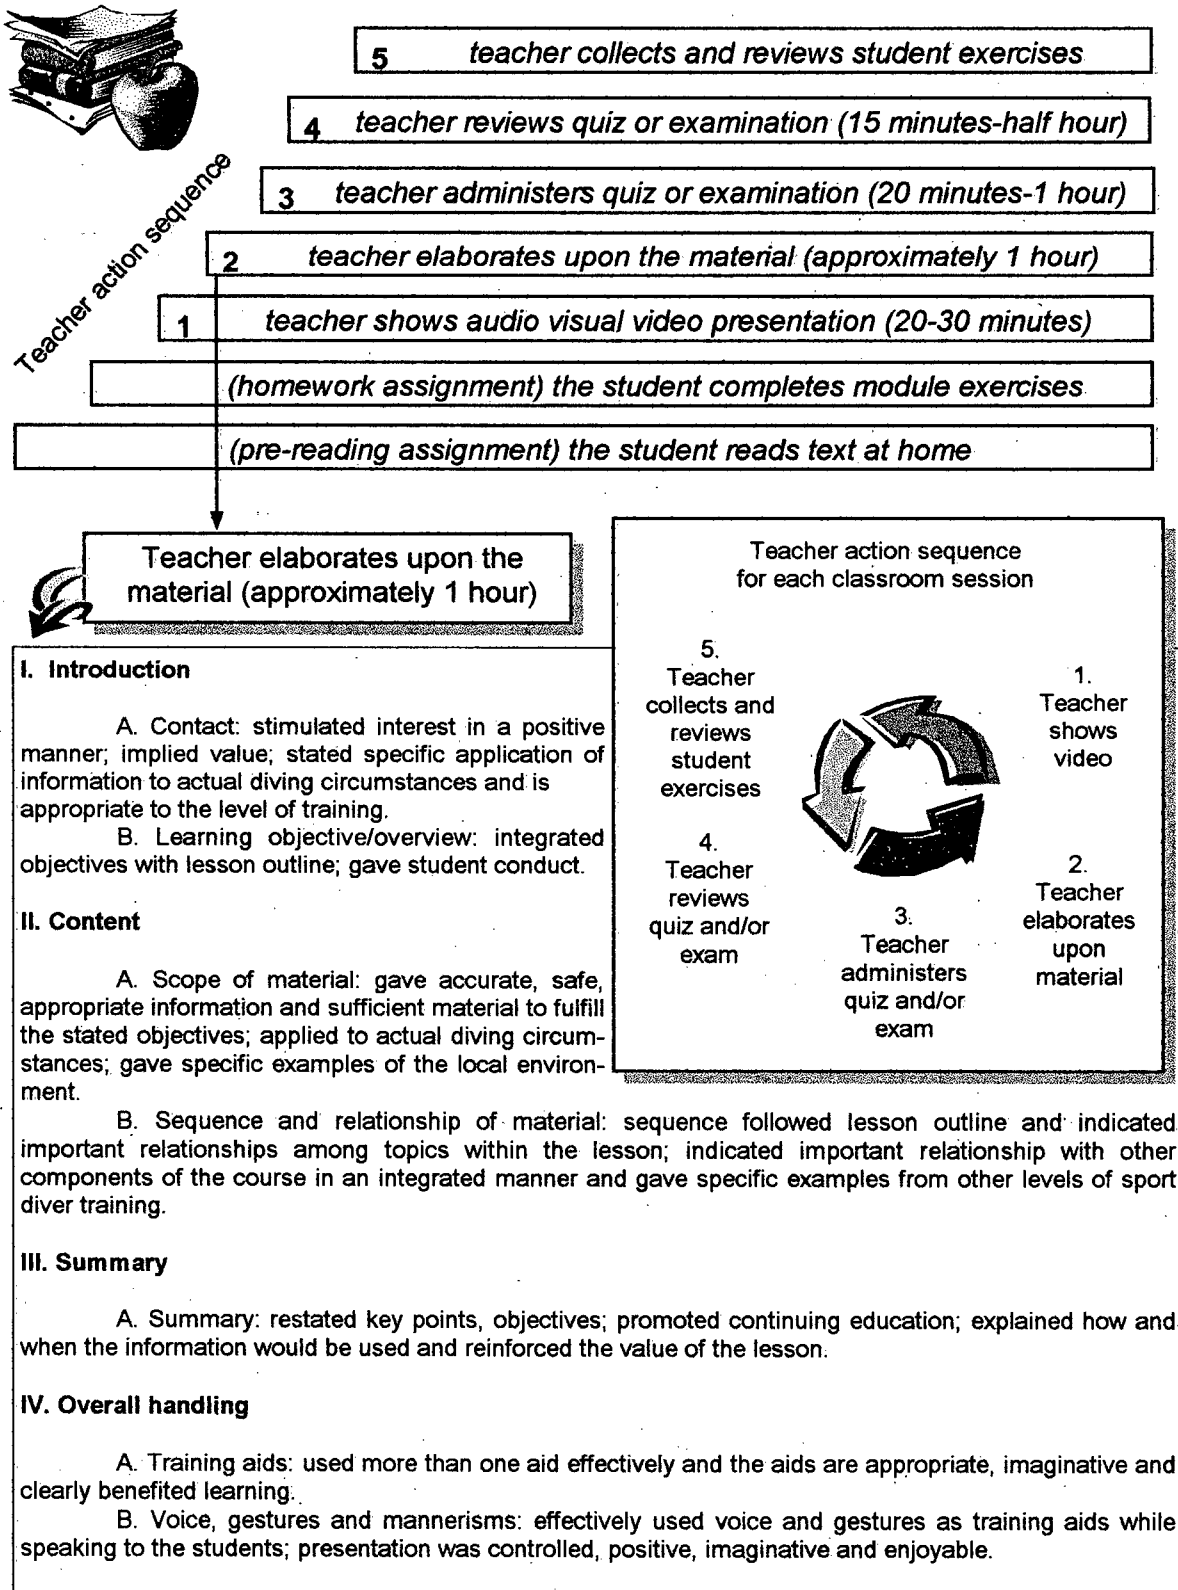 5 teacher collects and reviews student exercises
4 teacher reviews quiz or examination (15 minutes-half hour)
3 teacher administers quiz or examination (20 minutes-1 hour)
2 teacher elaborates upon the material (approximately 1 hour)
1 teacher shows audio visual video presentation (20-30 minutes)
(homework assignment) the student completes module exercises
(pre-reading assignment) the student reads text at home
Teacher action sequence
Teacher elaborates upon the
material (approximately 1 hour)
Teacher action sequence
for each classroom session
1.
Teacher
shows
video
2.
Teacher
elaborates
upon
material
3.
Teacher
administers
quiz and/or
exam
4.
Teacher
reviews
quiz and/or
exam
5.
Teacher
collects and
reviews
student
exercises
I. Introduction
A. Contact: stimulated interest in a positive
manner; implied value; stated specific application of
information to actual diving circumstances and is
appropriate to the level of training.
B. Learning objective/overview: integrated
objectives with lesson outline; gave student conduct.
II. Content
A. Scope of material: gave accurate, safe,
appropriate information and sufficient material to fulfill
the stated objectives; applied to actual diving circum-
stances; gave specific examples of the local environ-
ment.
B. Sequence and relationship of material: sequence followed lesson outline and indicated
important relationships among topics within the lesson; indicated important relationship with other
components of the course in an integrated manner and gave specific examples from other levels of sport
diver training.
III. Summary
A. Summary: restated key points, objectives; promoted continuing education; explained how and
when the information would be used and reinforced the value of the lesson.
IV. Overall handling
A. Training aids: used more than one aid effectively and the aids are appropriate, imaginative and
clearly benefited learning.
B. Voice, gestures and mannerisms: effectively used voice and gestures as training aids while
speaking to the students; presentation was controlled, positive, imaginative and enjoyable.